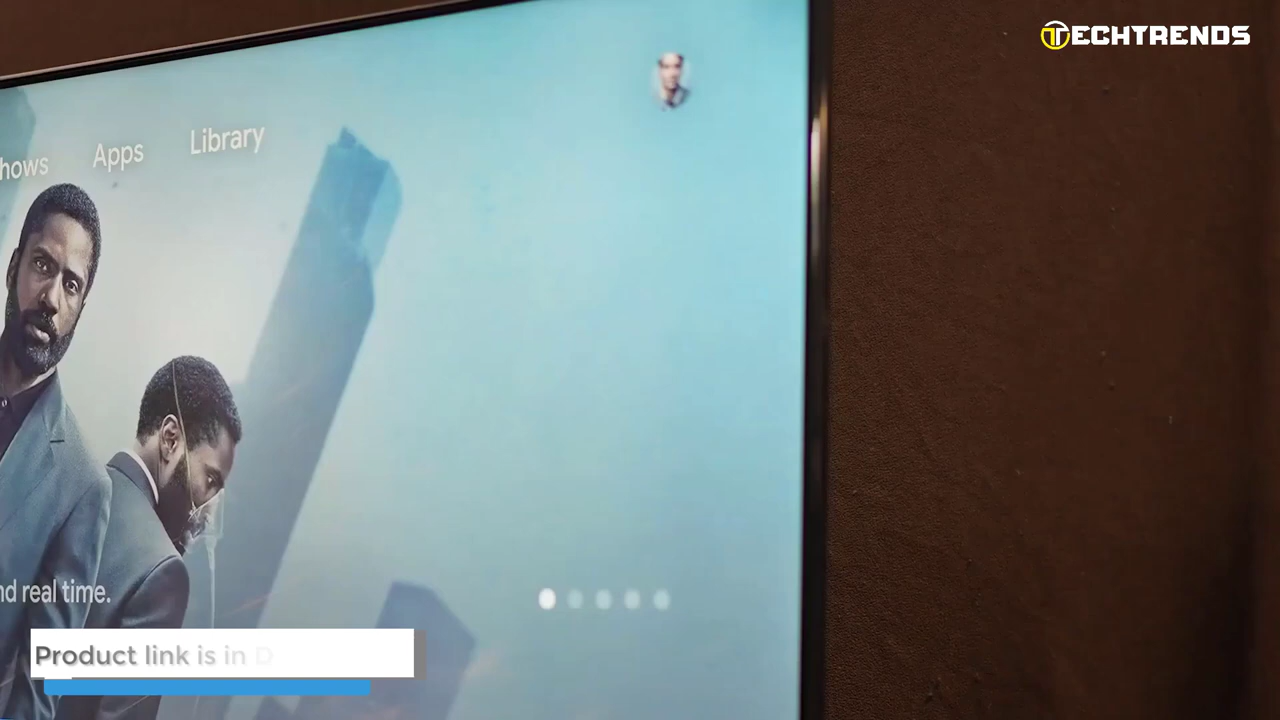 TECHTRENDS
hows Apps Library
nd real time.
Product link is in D